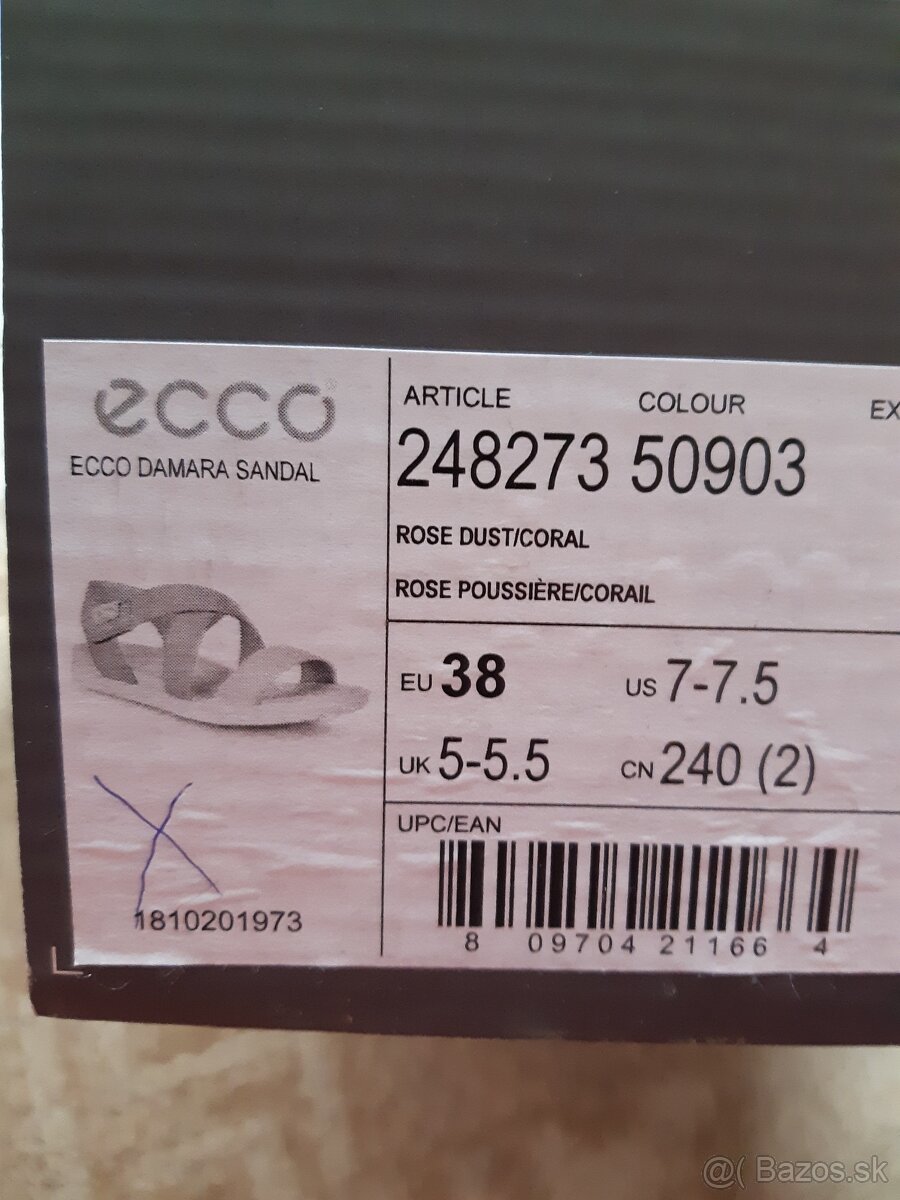 ecco
ECCO DAMARA SANDAL
ARTICLE COLOUR EX
248273 50903
ROSE DUST/CORAL
ROSE POUSSIÈRE/CORAIL
EU 38 US 7-7.5
UK 5-5.5 CN 240 (2)
UPC/EAN
8 09704 21166 4
1810201973
@( Bazos.sk